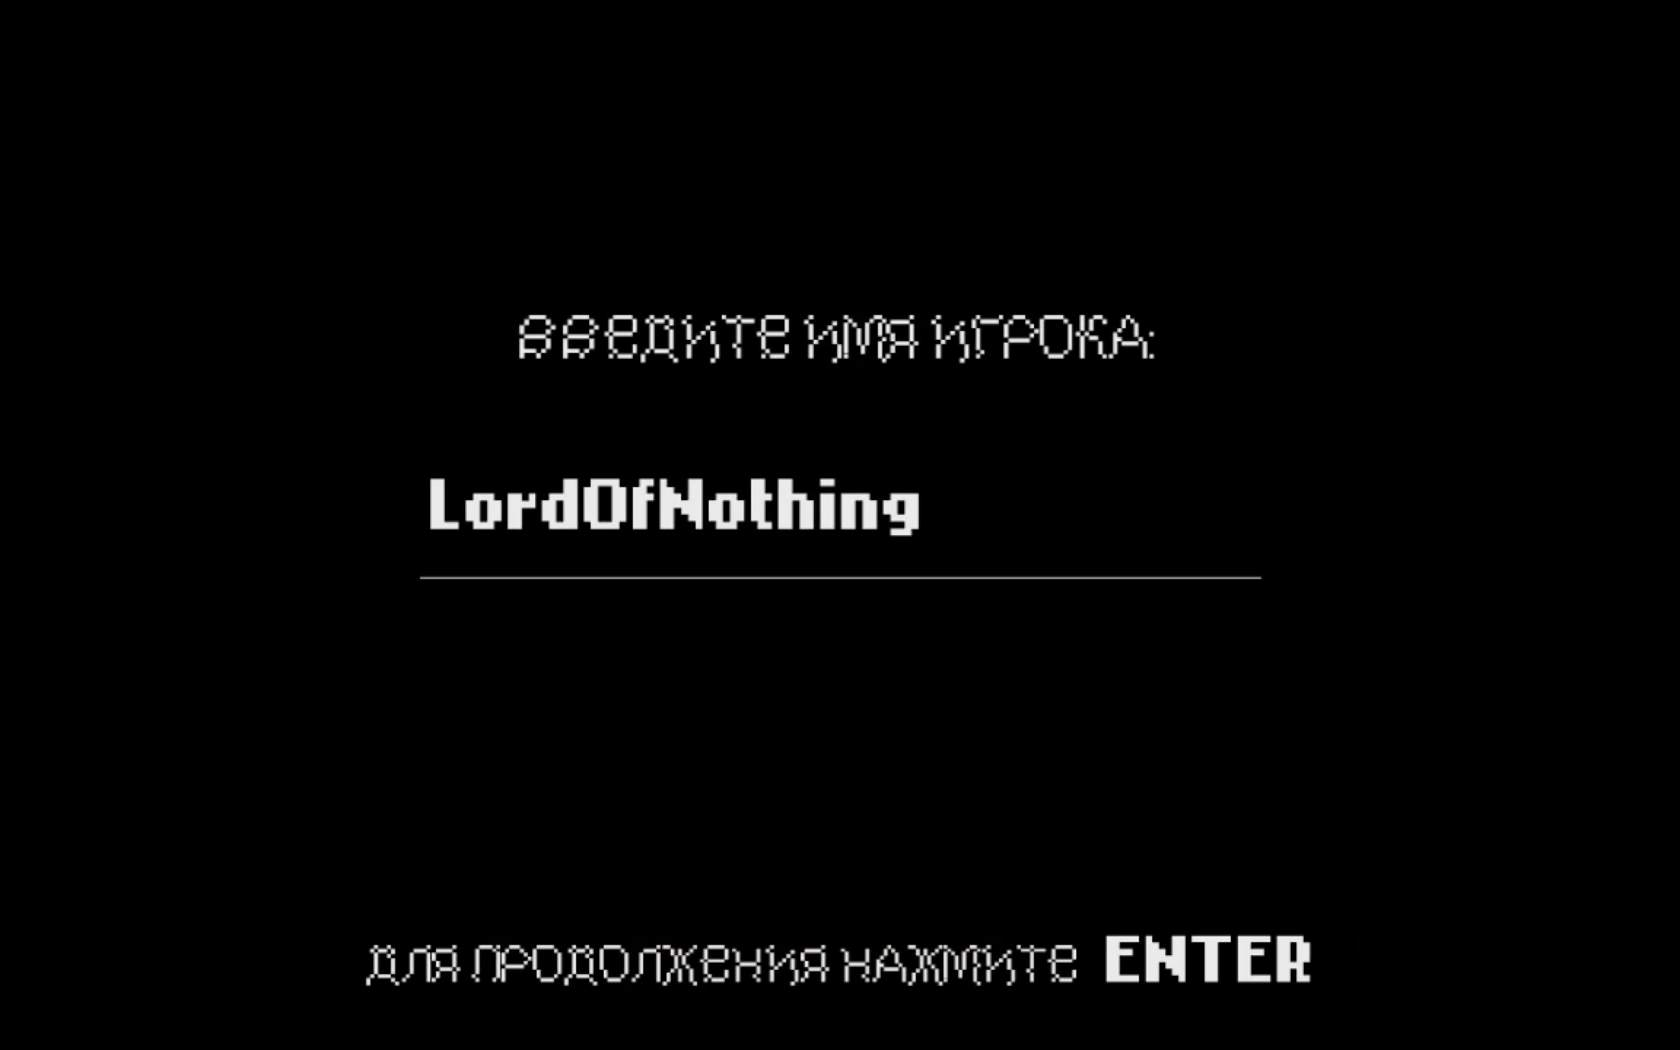 ВВЕДИТЕ ИМЯ ИГРОКА:
LordOfNothing
ДЛЯ ПРОДОЛЖЕНИЯ НАЖМИТЕ ENTER